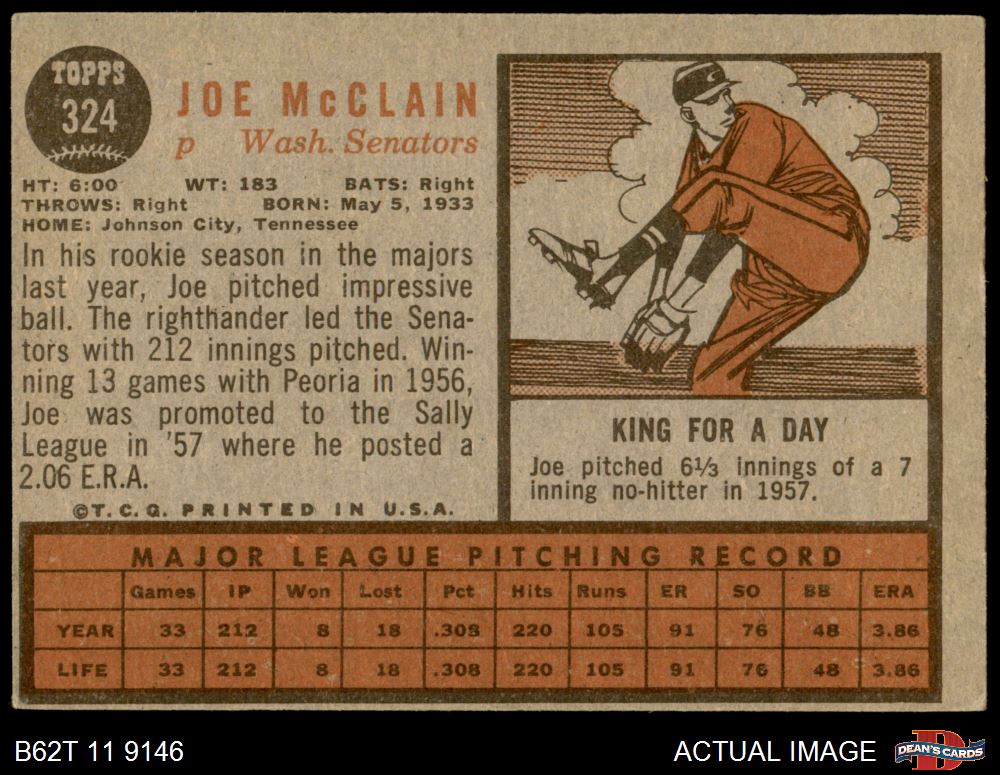 TOPPS
324
JOE McCLAIN
p Wash. Senators
HT: 6:00 WT: 183 BATS: Right
THROWS: Right BORN: May 5, 1933
HOME: Johnson City, Tennessee
In his rookie season in the majors
last year, Joe pitched impressive
ball. The righthander led the Sena-
tors with 212 innings pitched. Win-
ning 13 games with Peoria in 1956,
Joe was promoted to the Sally
League in '57 where he posted a
2.06 E.R.A.
©T.C.G. PRINTED IN U.S.A.
C
KING FOR A DAY
Joe pitched 6⅓ innings of a 7
inning no-hitter in 1957.
MAJOR LEAGUE PITCHING RECORD
Games IP Won Lost Pct Hits Runs ER SO BB ERA
YEAR 33 212 8 18 .308 220 105 91 76 48 3.86
LIFE 33 212 8 18 .308 220 105 91 76 48 3.86
B62T 11 9146 ACTUAL IMAGE
D
DEAN'S CARDS